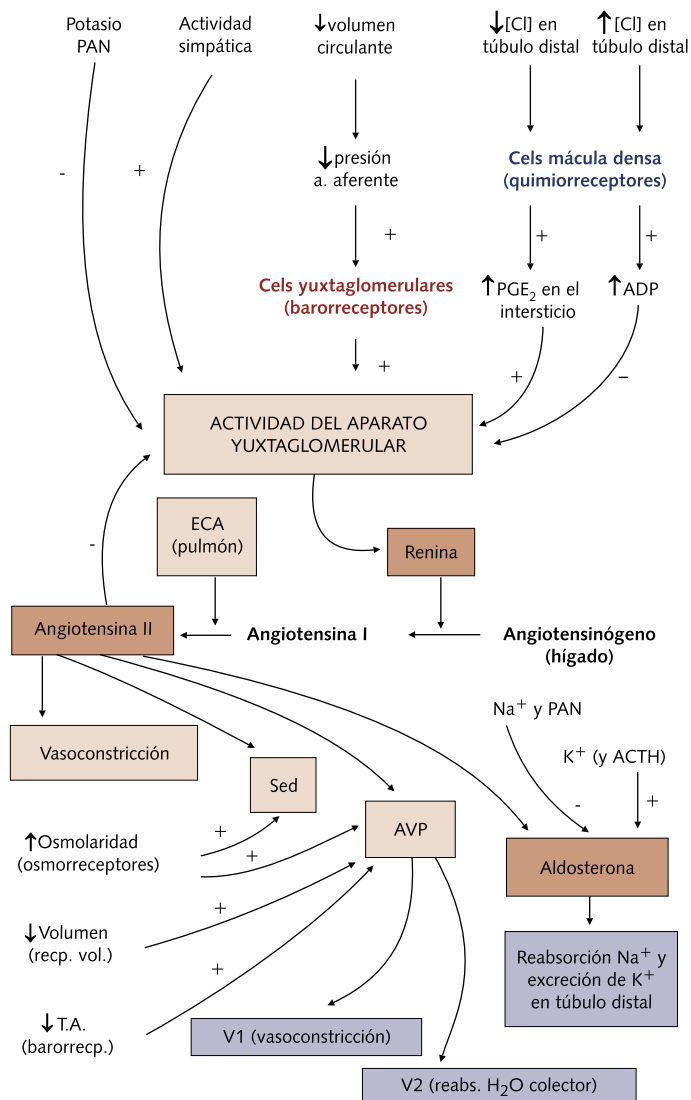 Potasio
PAN
Actividad
simpática
↓volumen
circulante
↓[Cl] en
túbulo distal
↑[Cl] en
túbulo distal
-
+
↓presión
a. aferente
Cels mácula densa
(quimiorreceptores)
+
+
+
Cels yuxtaglomerulares
(barorreceptores)
↑PGE₂ en el
intersticio
↑ADP
+
+
–
ACTIVIDAD DEL APARATO
YUXTAGLOMERULAR
-
ECA
(pulmón)
Renina
Angiotensina II
Angiotensina I
Angiotensinógeno
(hígado)
Vasoconstricción
Sed
Na⁺ y PAN
K⁺ (y ACTH)
-
+
AVP
Aldosterona
↑Osmolaridad
(osmorreceptores)
+
+
↓Volumen
(recp. vol.)
+
↓T.A.
(barorrecp.)
+
Reabsorción Na⁺ y
excreción de K⁺
en túbulo distal
V1 (vasoconstricción)
V2 (reabs. H₂O colector)